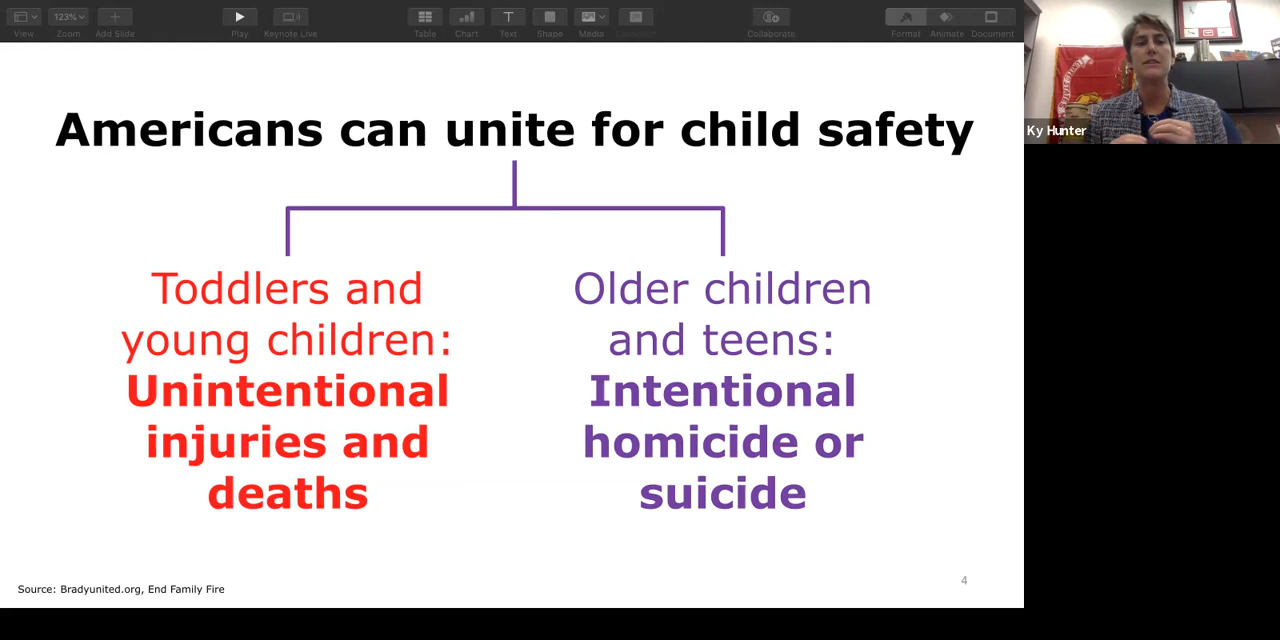 View
123%
Zoom
Add Slide
Play
Keynote Live
Table
Chart
Text
Shape
Media
Collaborate
Format
Animate
Document
Americans can unite for child safety
Toddlers and
young children:
Unintentional
injuries and
deaths
Older children
and teens:
Intentional
homicide or
suicide
Source: Bradyunited.org, End Family Fire
4
Ky Hunter